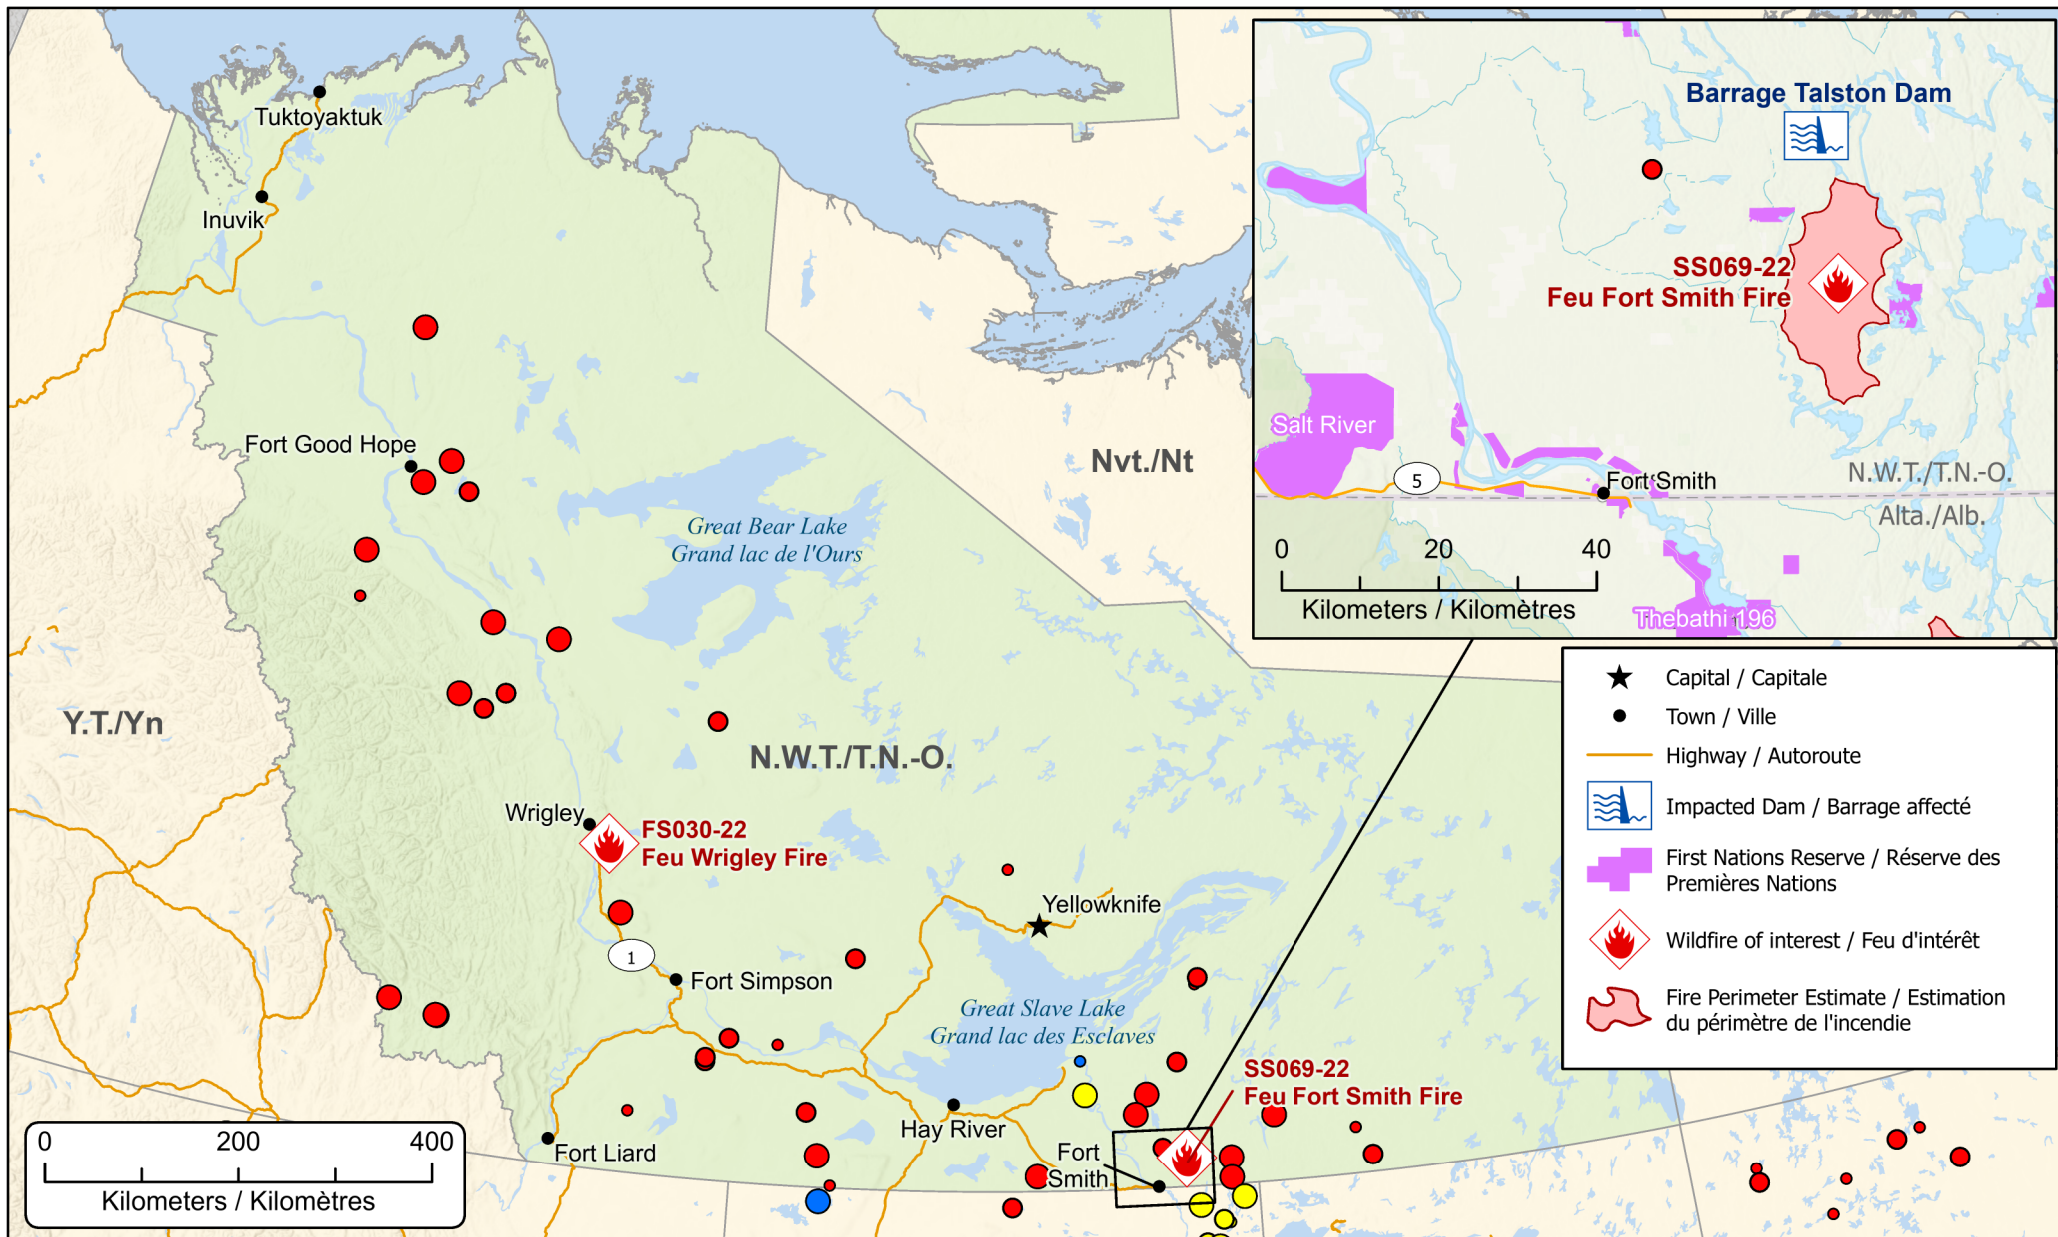 Tuktoyaktuk
Inuvik
Fort Good Hope
Great Bear Lake
Grand lac de l'Ours
Nvt./Nt
Y.T./Yn
N.W.T./T.N.-O.
Wrigley
FS030-22
Feu Wrigley Fire
Yellowknife
1
Fort Simpson
Great Slave Lake
Grand lac des Esclaves
SS069-22
Feu Fort Smith Fire
Hay River
Fort Liard
Fort
Smith
0 200 400
Kilometers / Kilomètres
Barrage Talston Dam
SS069-22
Feu Fort Smith Fire
Salt River
5
Fort Smith
N.W.T./T.N.-O.
Alta./Alb.
0 20 40
Kilometers / Kilomètres
Thebathi 196
Capital / Capitale
Town / Ville
Highway / Autoroute
Impacted Dam / Barrage affecté
First Nations Reserve / Réserve des
Premières Nations
Wildfire of interest / Feu d'intérêt
Fire Perimeter Estimate / Estimation
du périmètre de l'incendie